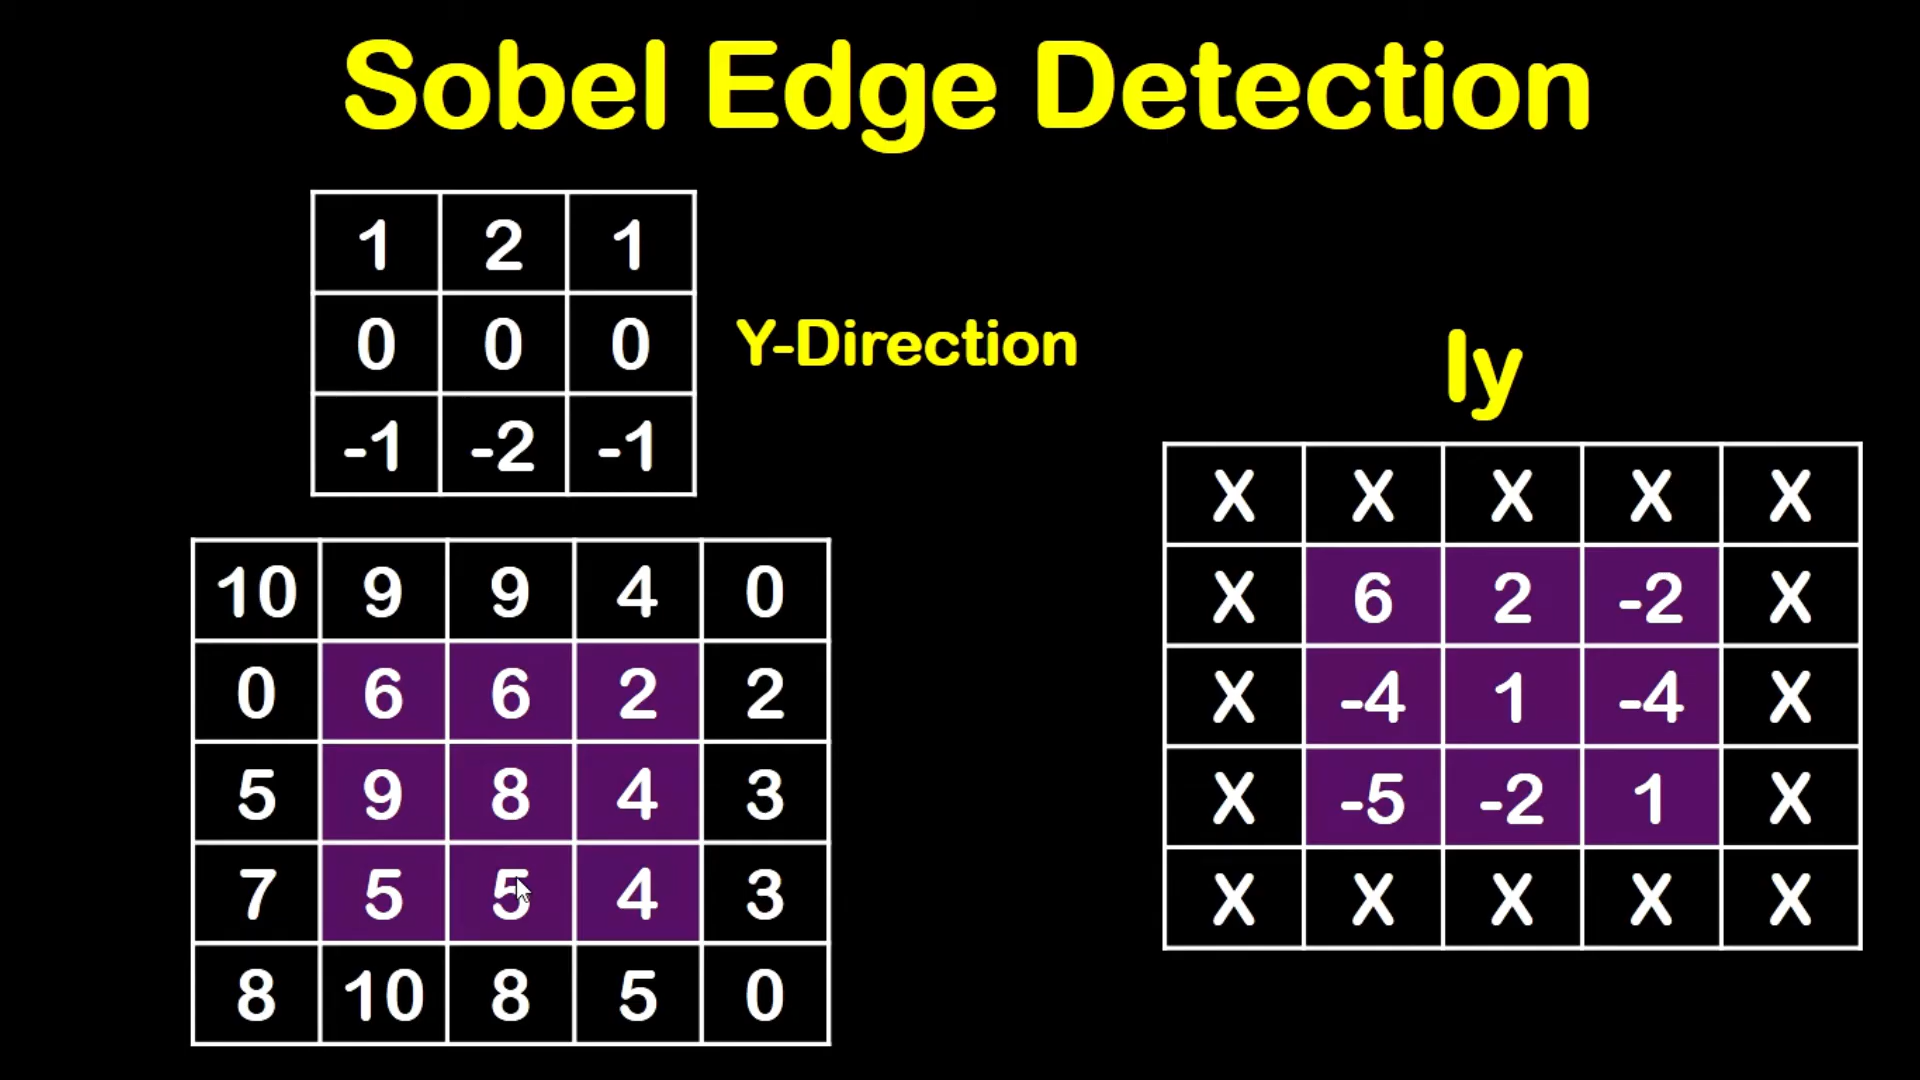 Sobel Edge Detection
1 2 1
0 0 0
-1 -2 -1
Y-Direction
Iy
10 9 9 4 0
0 6 6 2 2
5 9 8 4 3
7 5 5 4 3
8 10 8 5 0
X X X X X
X 6 2 -2 X
X -4 1 -4 X
X -5 -2 1 X
X X X X X